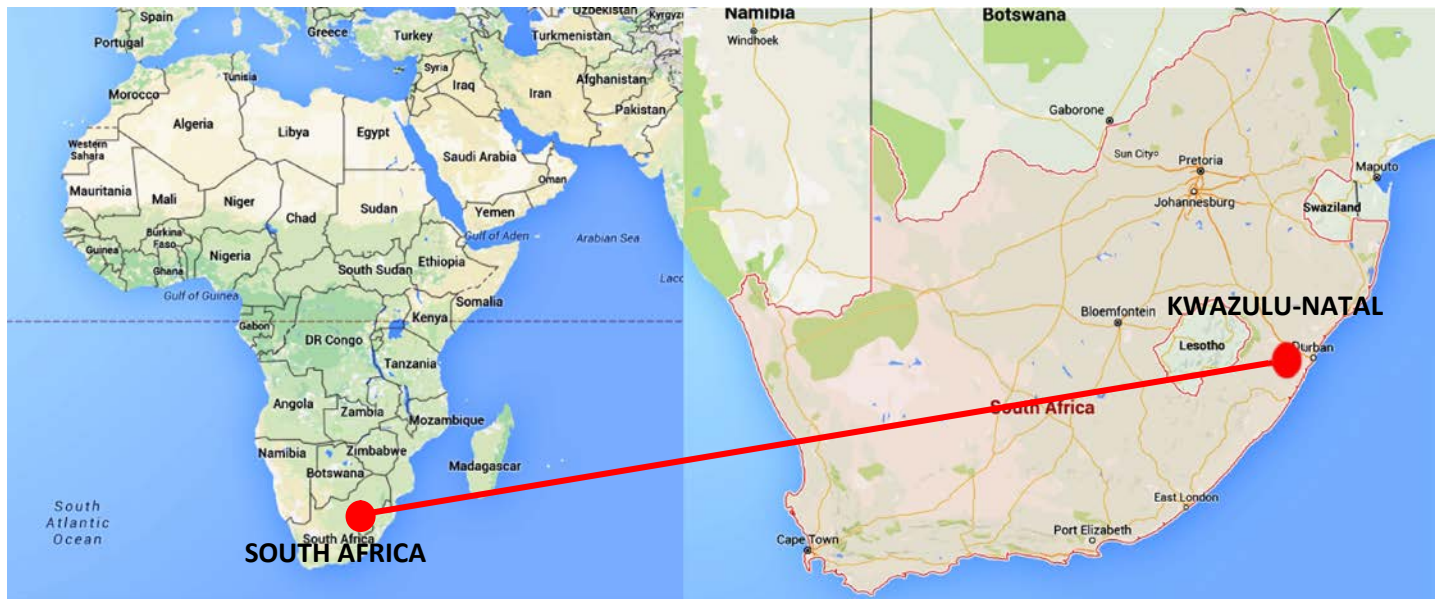 Spain
Portugal
Greece
Turkey
Uzbekistan
Kyrgyz
Turkmenistan
Tunisia
Syria
Iraq
Iran
Afghanistan
Pakistan
Morocco
Algeria
Libya
Egypt
Western
Sahara
Saudi Arabia
Oman
Mauritania
Mali
Niger
Chad
Sudan
Yemen
Gulf of Aden
Arabian Sea
Burkina
Faso
Guinea
Ghana
Nigeria
South Sudan
Ethiopia
Somalia
Gulf of Guinea
Gabon
DR Congo
Kenya
Tanzania
Angola
Zambia
Mozambique
Namibia
Zimbabwe
Botswana
Madagascar
South
Atlantic
Ocean
South Africa
SOUTH AFRICA
Lacc
Namibia
Windhoek
Botswana
Gaborone
Sun City
Pretoria
Johannesburg
Maputo
Swaziland
Bloemfontein
KWAZULU-NATAL
Lesotho
Durban
South Africa
East London
Port Elizabeth
Cape Town